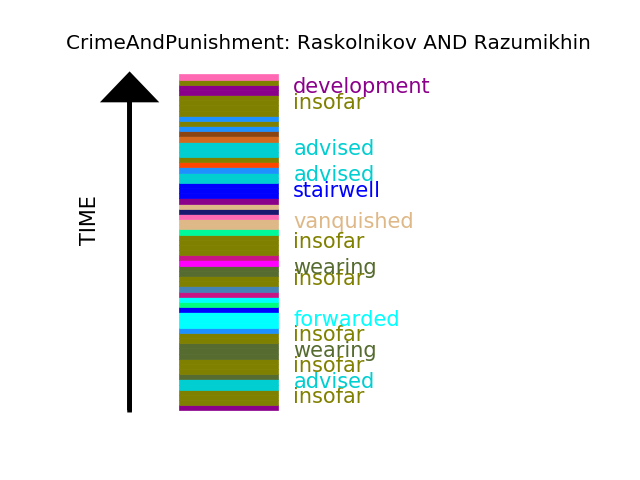 CrimeAndPunishment: Raskolnikov AND Razumikhin
development
insofar
advised
advised
stairwell
vanquished
insofar
wearing
insofar
forwarded
insofar
wearing
insofar
advised
insofar
TIME